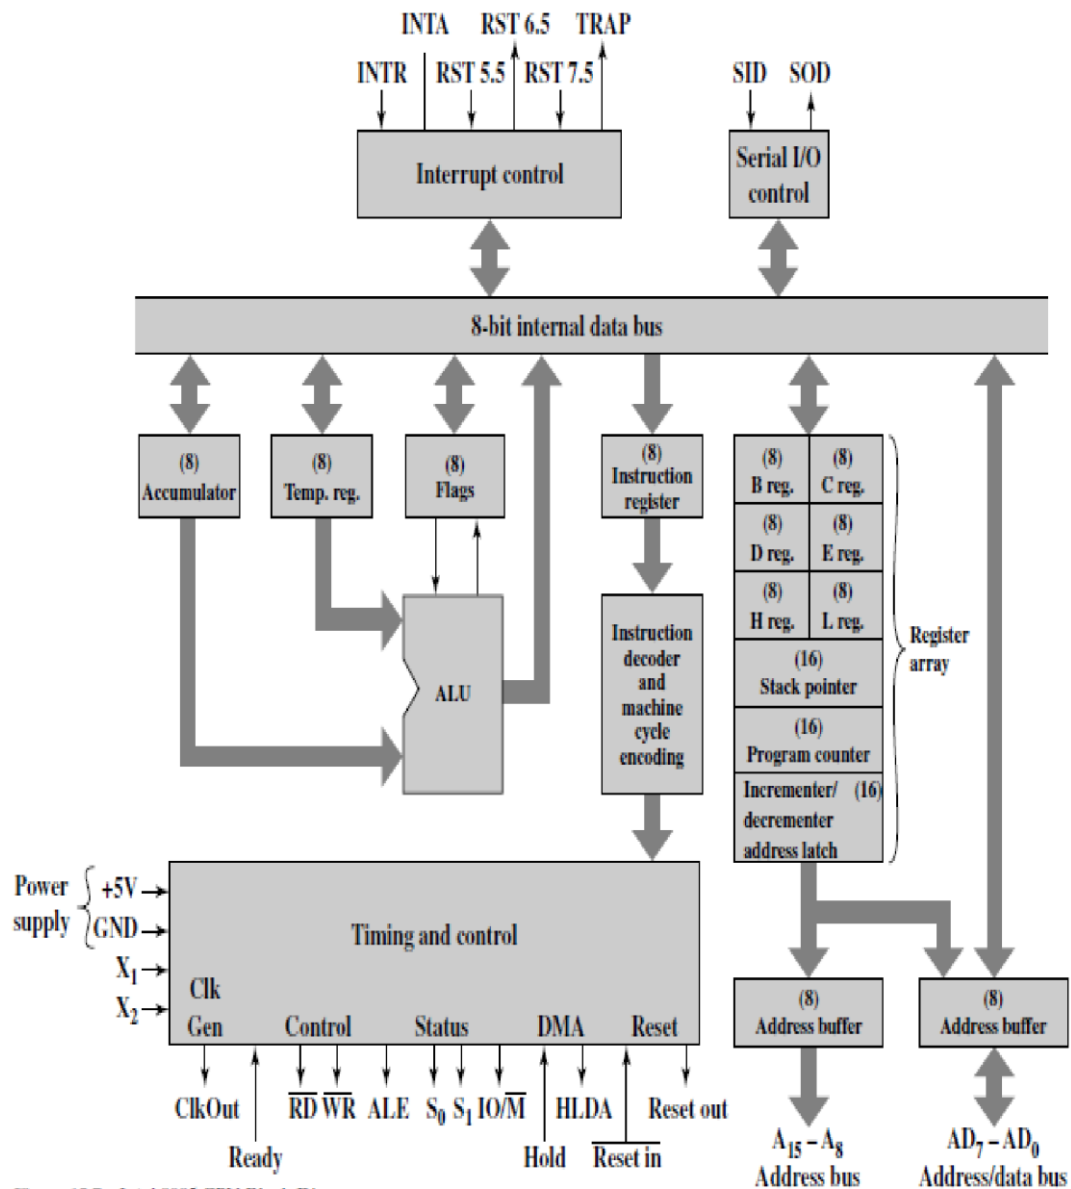 INTA RST 6.5 TRAP
INTR RST 5.5 RST 7.5 SID SOD
Interrupt control
Serial I/O
control
8-bit internal data bus
(8)
Accumulator
(8)
Temp. reg.
(8)
Flags
(8)
Instruction
register
(8)
B reg.
(8)
C reg.
(8)
D reg.
(8)
E reg.
(8)
H reg.
(8)
L reg.
(16)
Stack pointer
(16)
Program counter
Incrementer/ (16)
decrementer
address latch
Register
array
ALU
Instruction
decoder
and
machine
cycle
encoding
Power
supply
+5V
GND
X1
X2
Timing and control
Clk
Gen
Control
Status
DMA
Reset
ClkOut
Ready
R̅D̅ W̅R̅ ALE S0 S1 IO/M̅
Hold
HLDA
R̅e̅s̅e̅t̅ i̅n̅
Reset out
(8)
Address buffer
(8)
Address buffer
A15 – A8
Address bus
AD7 – AD0
Address/data bus